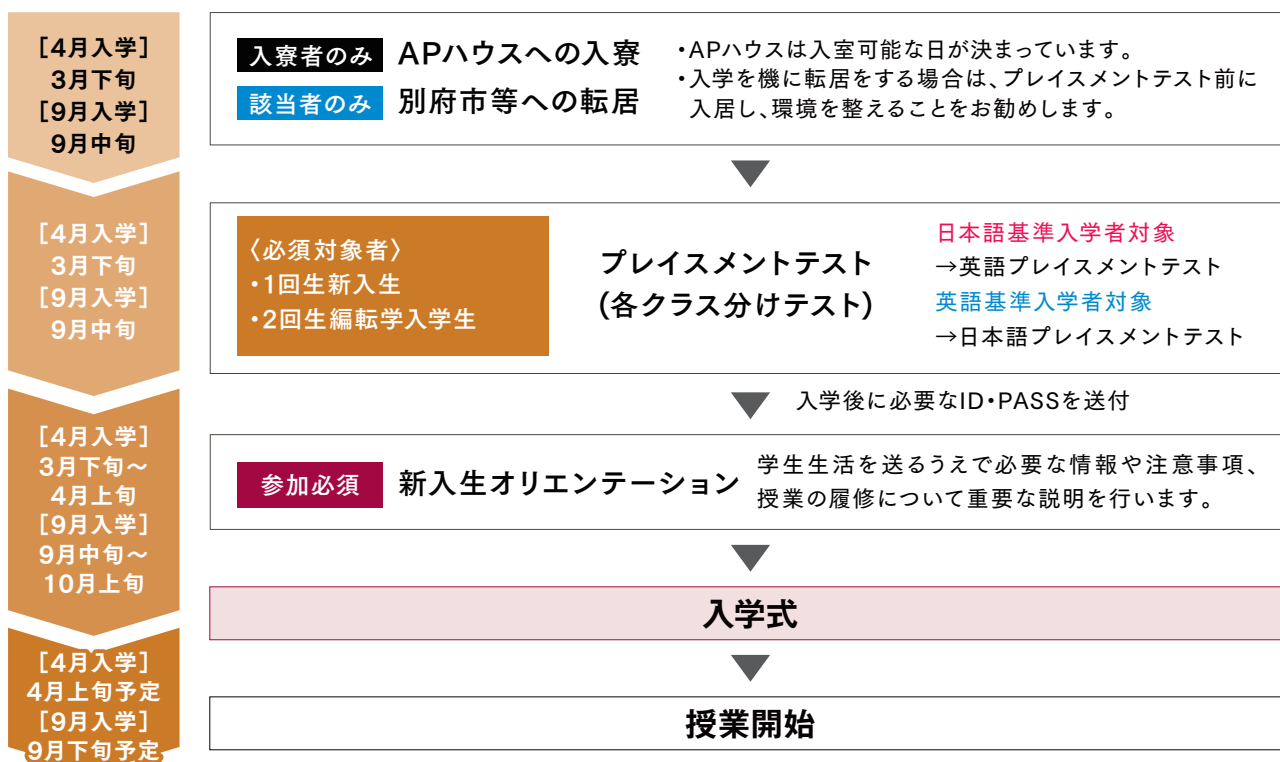 [4月入学]
3月下旬
[9月入学]
9月中旬
入寮者のみ APハウスへの入寮
該当者のみ 別府市等への転居
・APハウスは入室可能な日が決まっています。
・入学を機に転居をする場合は、プレイスメントテスト前に
入居し、環境を整えることをお勧めします。
[4月入学]
3月下旬
[9月入学]
9月中旬
〈必須対象者〉
・1回生新入生
・2回生編転学入学生
プレイスメントテスト
(各クラス分けテスト)
日本語基準入学者対象
→英語プレイスメントテスト
英語基準入学者対象
→日本語プレイスメントテスト
入学後に必要なID・PASSを送付
[4月入学]
3月下旬〜
4月上旬
[9月入学]
9月中旬〜
10月上旬
参加必須 新入生オリエンテーション
学生生活を送るうえで必要な情報や注意事項、
授業の履修について重要な説明を行います。
入学式
[4月入学]
4月上旬予定
[9月入学]
9月下旬予定
授業開始